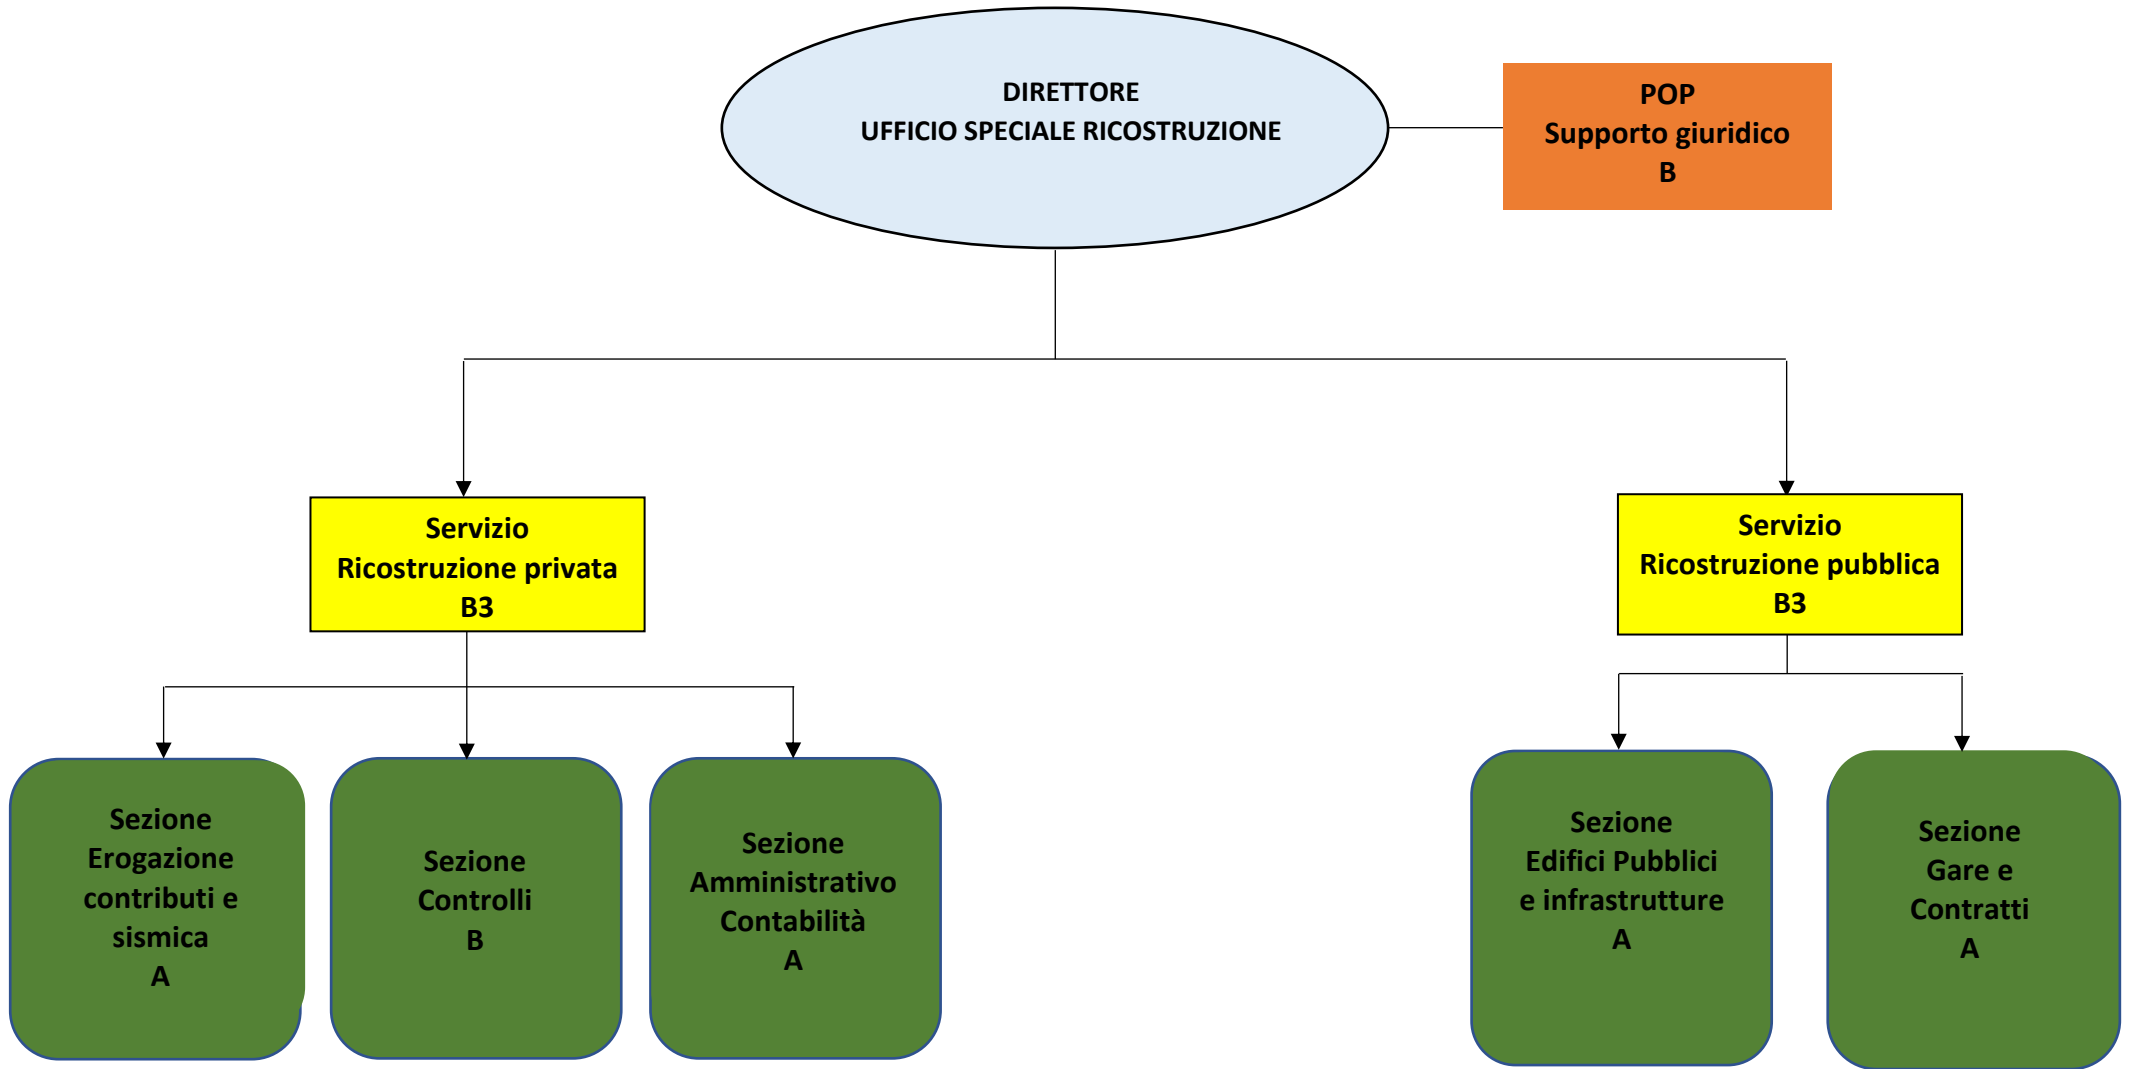 DIRETTORE
UFFICIO SPECIALE RICOSTRUZIONE
POP
Supporto giuridico
B
Servizio
Ricostruzione privata
B3
Servizio
Ricostruzione pubblica
B3
Sezione
Erogazione
contributi e
sismica
A
Sezione
Controlli
B
Sezione
Amministrativo
Contabilità
A
Sezione
Edifici Pubblici
e infrastrutture
A
Sezione
Gare e
Contratti
A